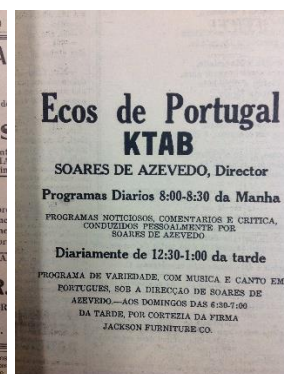 Ecos de Portugal
KTAB
SOARES DE AZEVEDO, Director
Programas Diarios 8:00-8:30 da Manha
PROGRAMAS NOTICIOSOS, COMENTARIOS E CRITICA,
CONDUZIDOS PESSOALMENTE POR
SOARES DE AZEVEDO
Diariamente de 12:30-1:00 da tarde
PROGRAMA DE VARIEDADE, COM MUSICA E CANTO EM
PORTUGUES, SOB A DIRECÇÃO DE SOARES DE
AZEVEDO.—AOS DOMINGOS DAS 6:30-7:00
DA TARDE, POR CORTEZIA DA FIRMA
JACKSON FURNITURE CO.